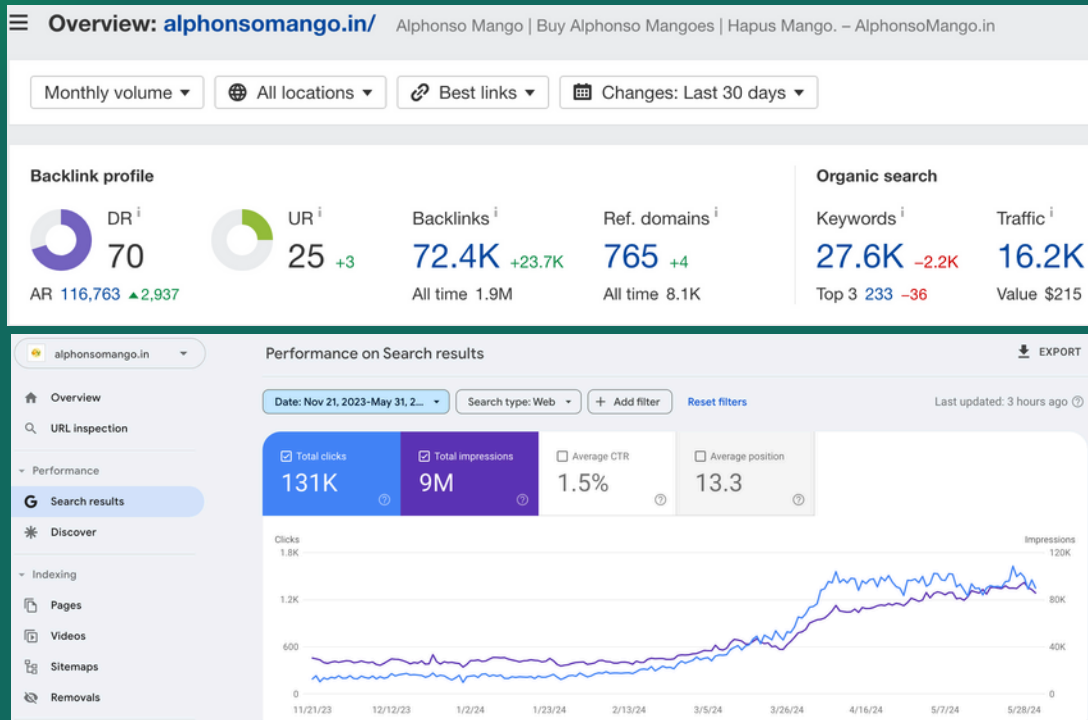 Overview: alphonsomango.in/ Alphonso Mango | Buy Alphonso Mangoes | Hapus Mango. – AlphonsoMango.in
Monthly volume All locations Best links Changes: Last 30 days
Backlink profile Organic search
DR UR Backlinks Ref. domains Keywords Traffic
70 25 +3 72.4K +23.7K 765 +4 27.6K –2.2K 16.2K
AR 116,763 2,937 All time 1.9M All time 8.1K Top 3 233 –36 Value $215
alphonsomango.in Performance on Search results EXPORT
Overview Date: Nov 21, 2023-May 31, 2... Search type: Web + Add filter Reset filters Last updated: 3 hours ago
URL inspection
Performance Total clicks Total impressions Average CTR Average position
131K 9M 1.5% 13.3
Search results
Discover
Clicks Impressions
1.8K 120K
Indexing
Pages 1.2K 80K
Videos
600 40K
Sitemaps
Removals 0 0
11/21/23 12/12/23 1/2/24 1/23/24 2/13/24 3/5/24 3/26/24 4/16/24 5/7/24 5/28/24